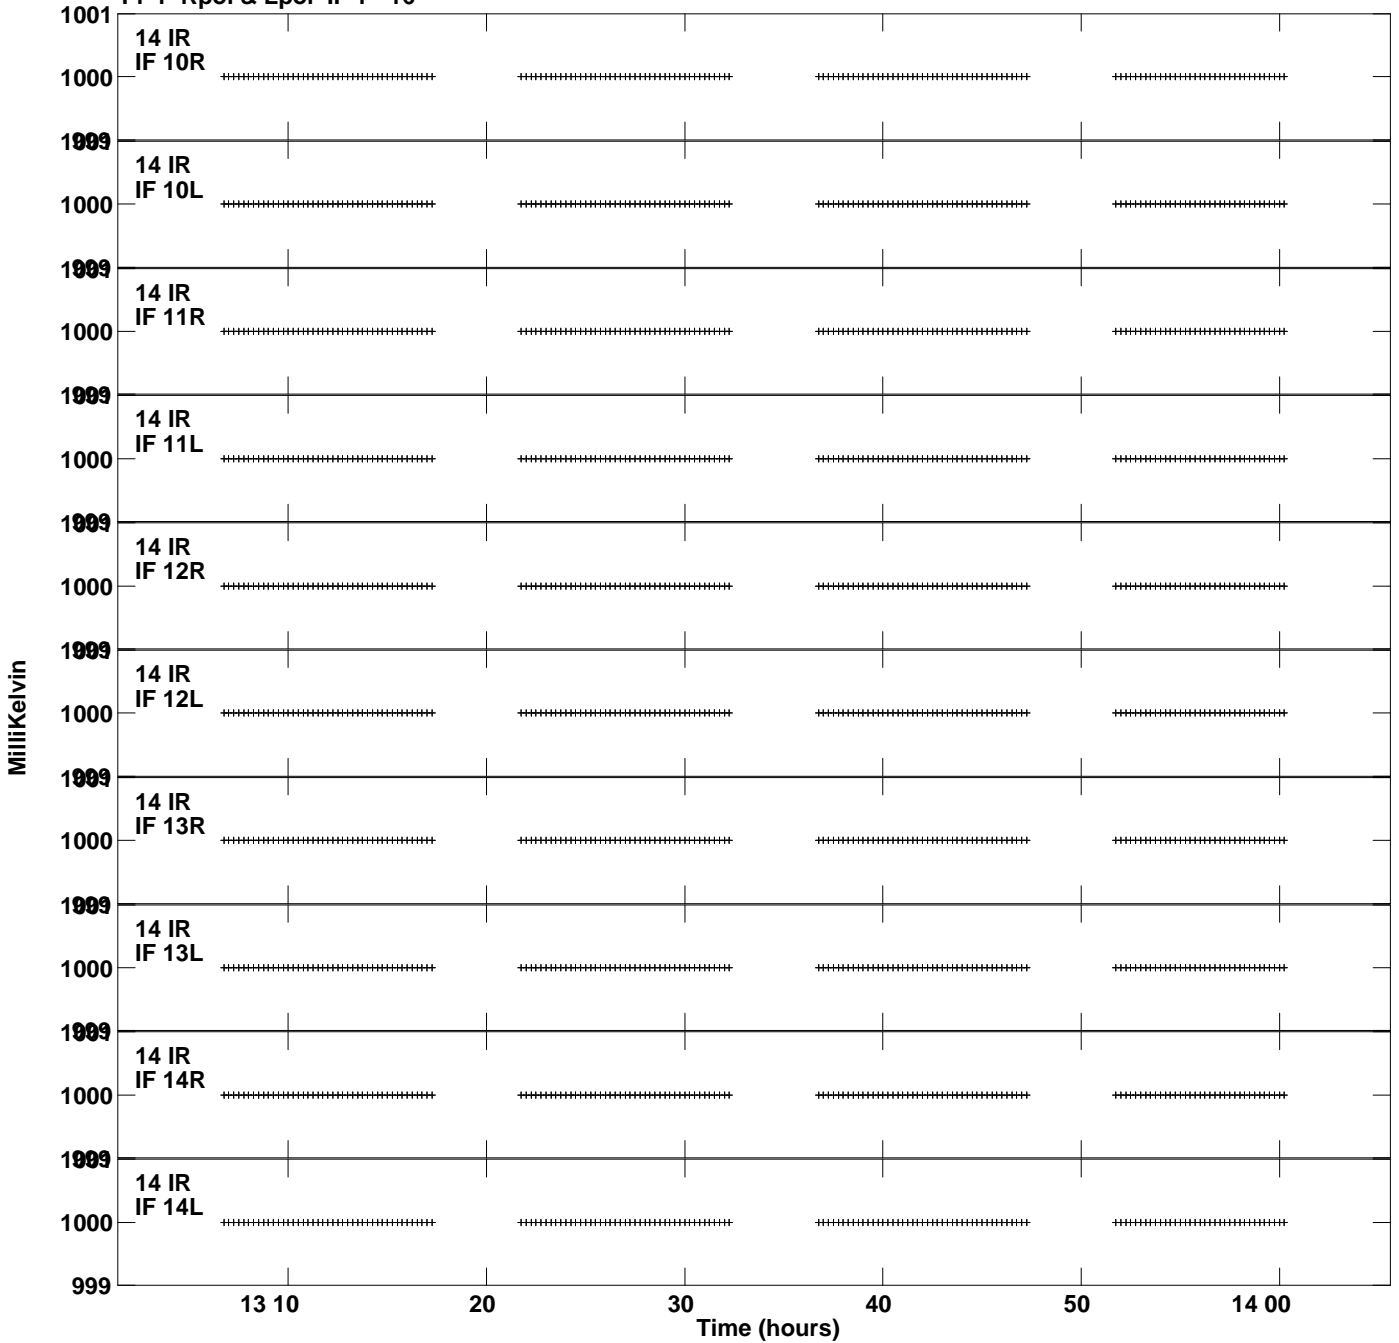 1001
14 IR
IF 10R
1000
14 IR
IF 10L
1000
14 IR
IF 11R
1000
14 IR
IF 11L
1000
14 IR
IF 12R
1000
14 IR
IF 12L
1000
14 IR
IF 13R
1000
14 IR
IF 13L
1000
14 IR
IF 14R
1000
14 IR
IF 14L
1000
999
MilliKelvin
13 10 20 30 40 50 14 00
Time (hours)